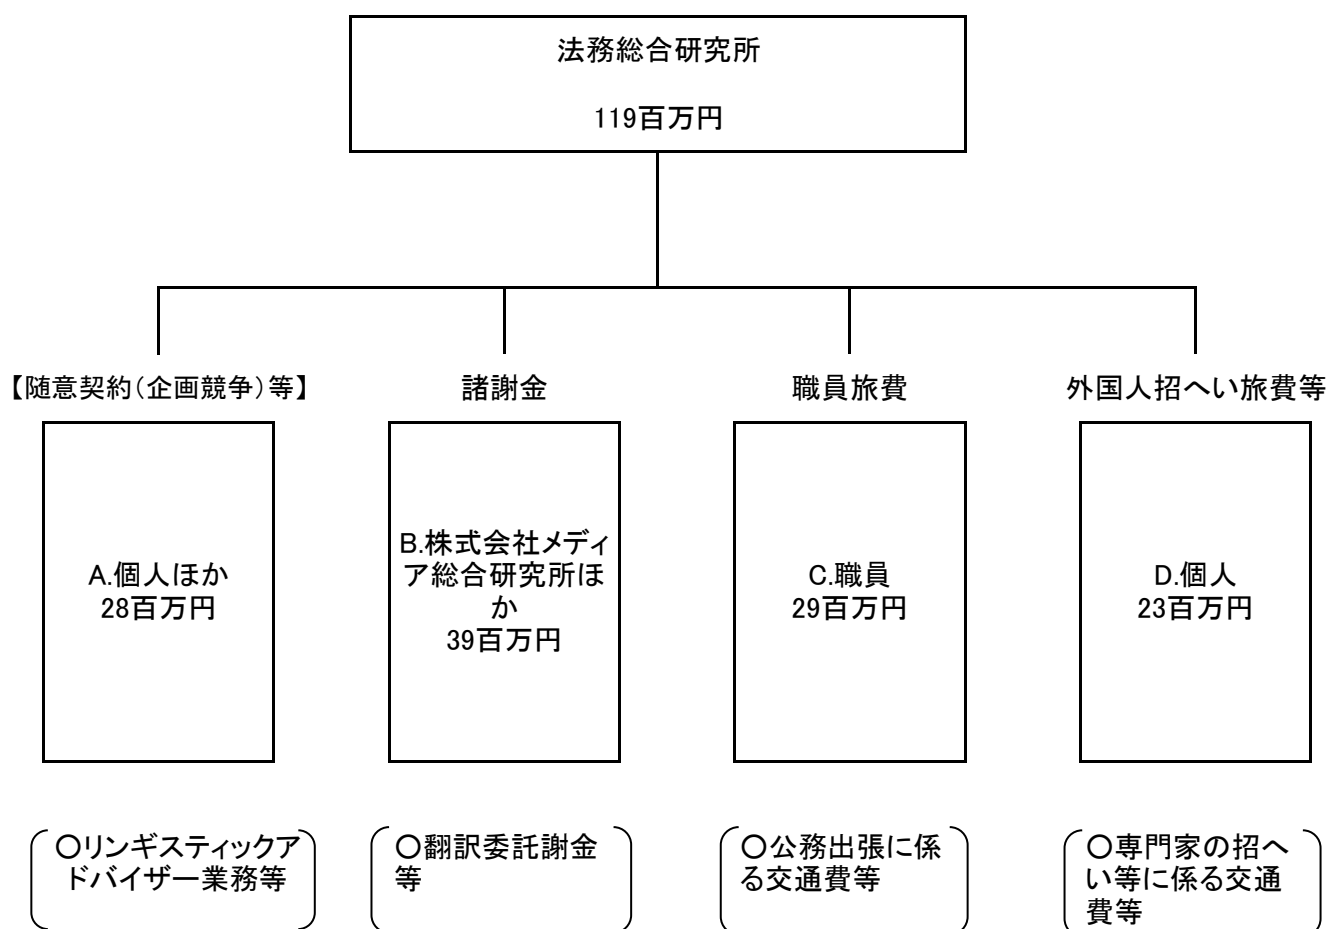 法務総合研究所
119百万円
【随意契約（企画競争）等】
諸謝金
職員旅費
外国人招へい旅費等
A.個人ほか
28百万円
B.株式会社メディ
ア総合研究所ほ
か
39百万円
C.職員
29百万円
D.個人
23百万円
○リンギスティックア
ドバイザー業務等
○翻訳委託謝金
等
○公務出張に係
る交通費等
○専門家の招へ
い等に係る交通
費等